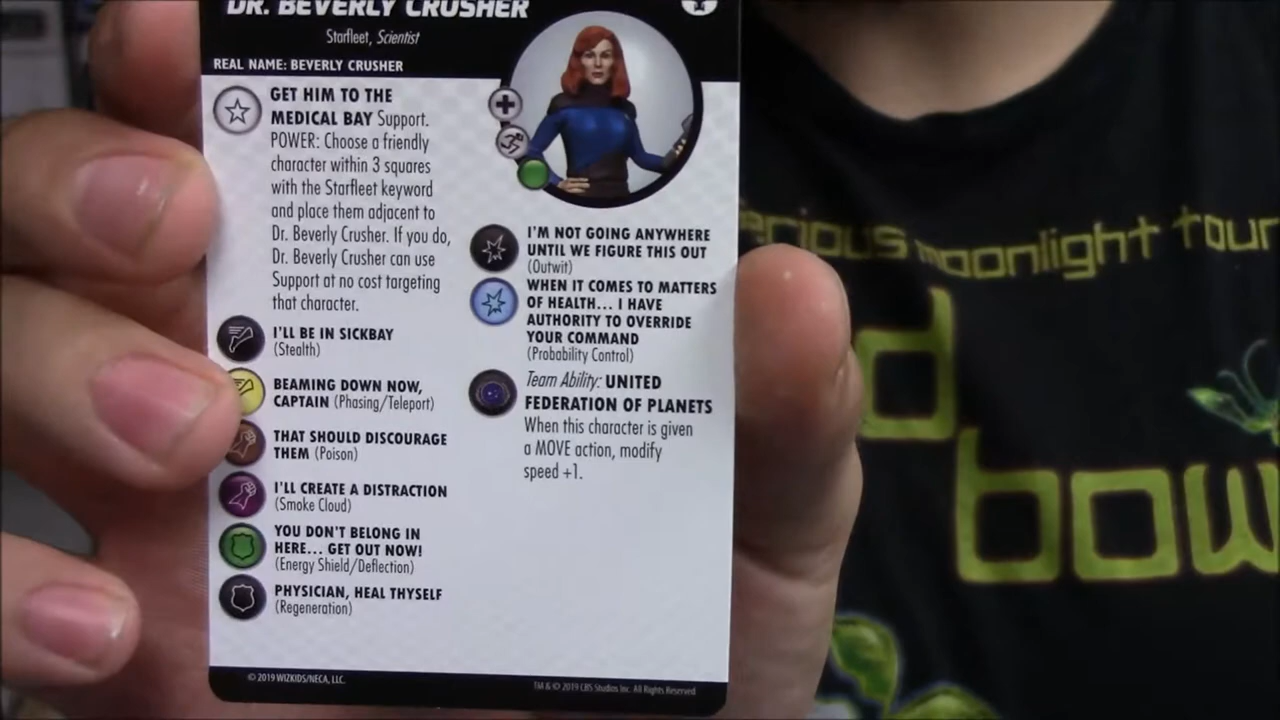 DR. BEVERLY CRUSHER
Starfleet, Scientist
REAL NAME: BEVERLY CRUSHER
GET HIM TO THE
MEDICAL BAY Support.
POWER: Choose a friendly
character within 3 squares
with the Starfleet keyword
and place them adjacent to
Dr. Beverly Crusher. If you do,
Dr. Beverly Crusher can use
Support at no cost targeting
that character.
I'LL BE IN SICKBAY
(Stealth)
BEAMING DOWN NOW,
CAPTAIN (Phasing/Teleport)
THAT SHOULD DISCOURAGE
THEM (Poison)
I'LL CREATE A DISTRACTION
(Smoke Cloud)
YOU DON'T BELONG IN
HERE... GET OUT NOW!
(Energy Shield/Deflection)
PHYSICIAN, HEAL THYSELF
(Regeneration)
I'M NOT GOING ANYWHERE
UNTIL WE FIGURE THIS OUT
(Outwit)
WHEN IT COMES TO MATTERS
OF HEALTH... I HAVE
AUTHORITY TO OVERRIDE
YOUR COMMAND
(Probability Control)
Team Ability: UNITED
FEDERATION OF PLANETS
When this character is given
a MOVE action, modify
speed +1.
© 2019 WIZKIDS/NECA, LLC.
TM & © 2019 CBS Studios Inc. All Rights Reserved
erious moonlight tour
d
bow